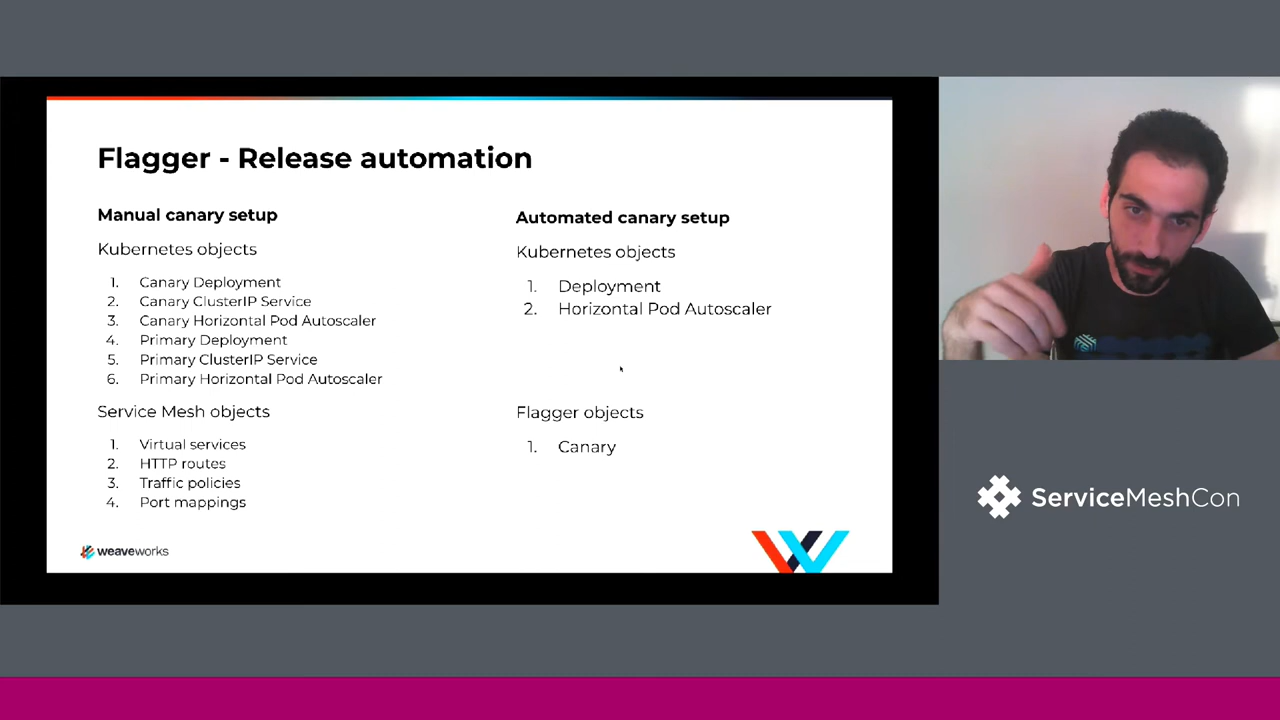 Flagger - Release automation
Manual canary setup
Kubernetes objects
1. Canary Deployment
2. Canary ClusterIP Service
3. Canary Horizontal Pod Autoscaler
4. Primary Deployment
5. Primary ClusterIP Service
6. Primary Horizontal Pod Autoscaler
Service Mesh objects
1. Virtual services
2. HTTP routes
3. Traffic policies
4. Port mappings
Automated canary setup
Kubernetes objects
1. Deployment
2. Horizontal Pod Autoscaler
Flagger objects
1. Canary
weaveworks
ServiceMeshCon